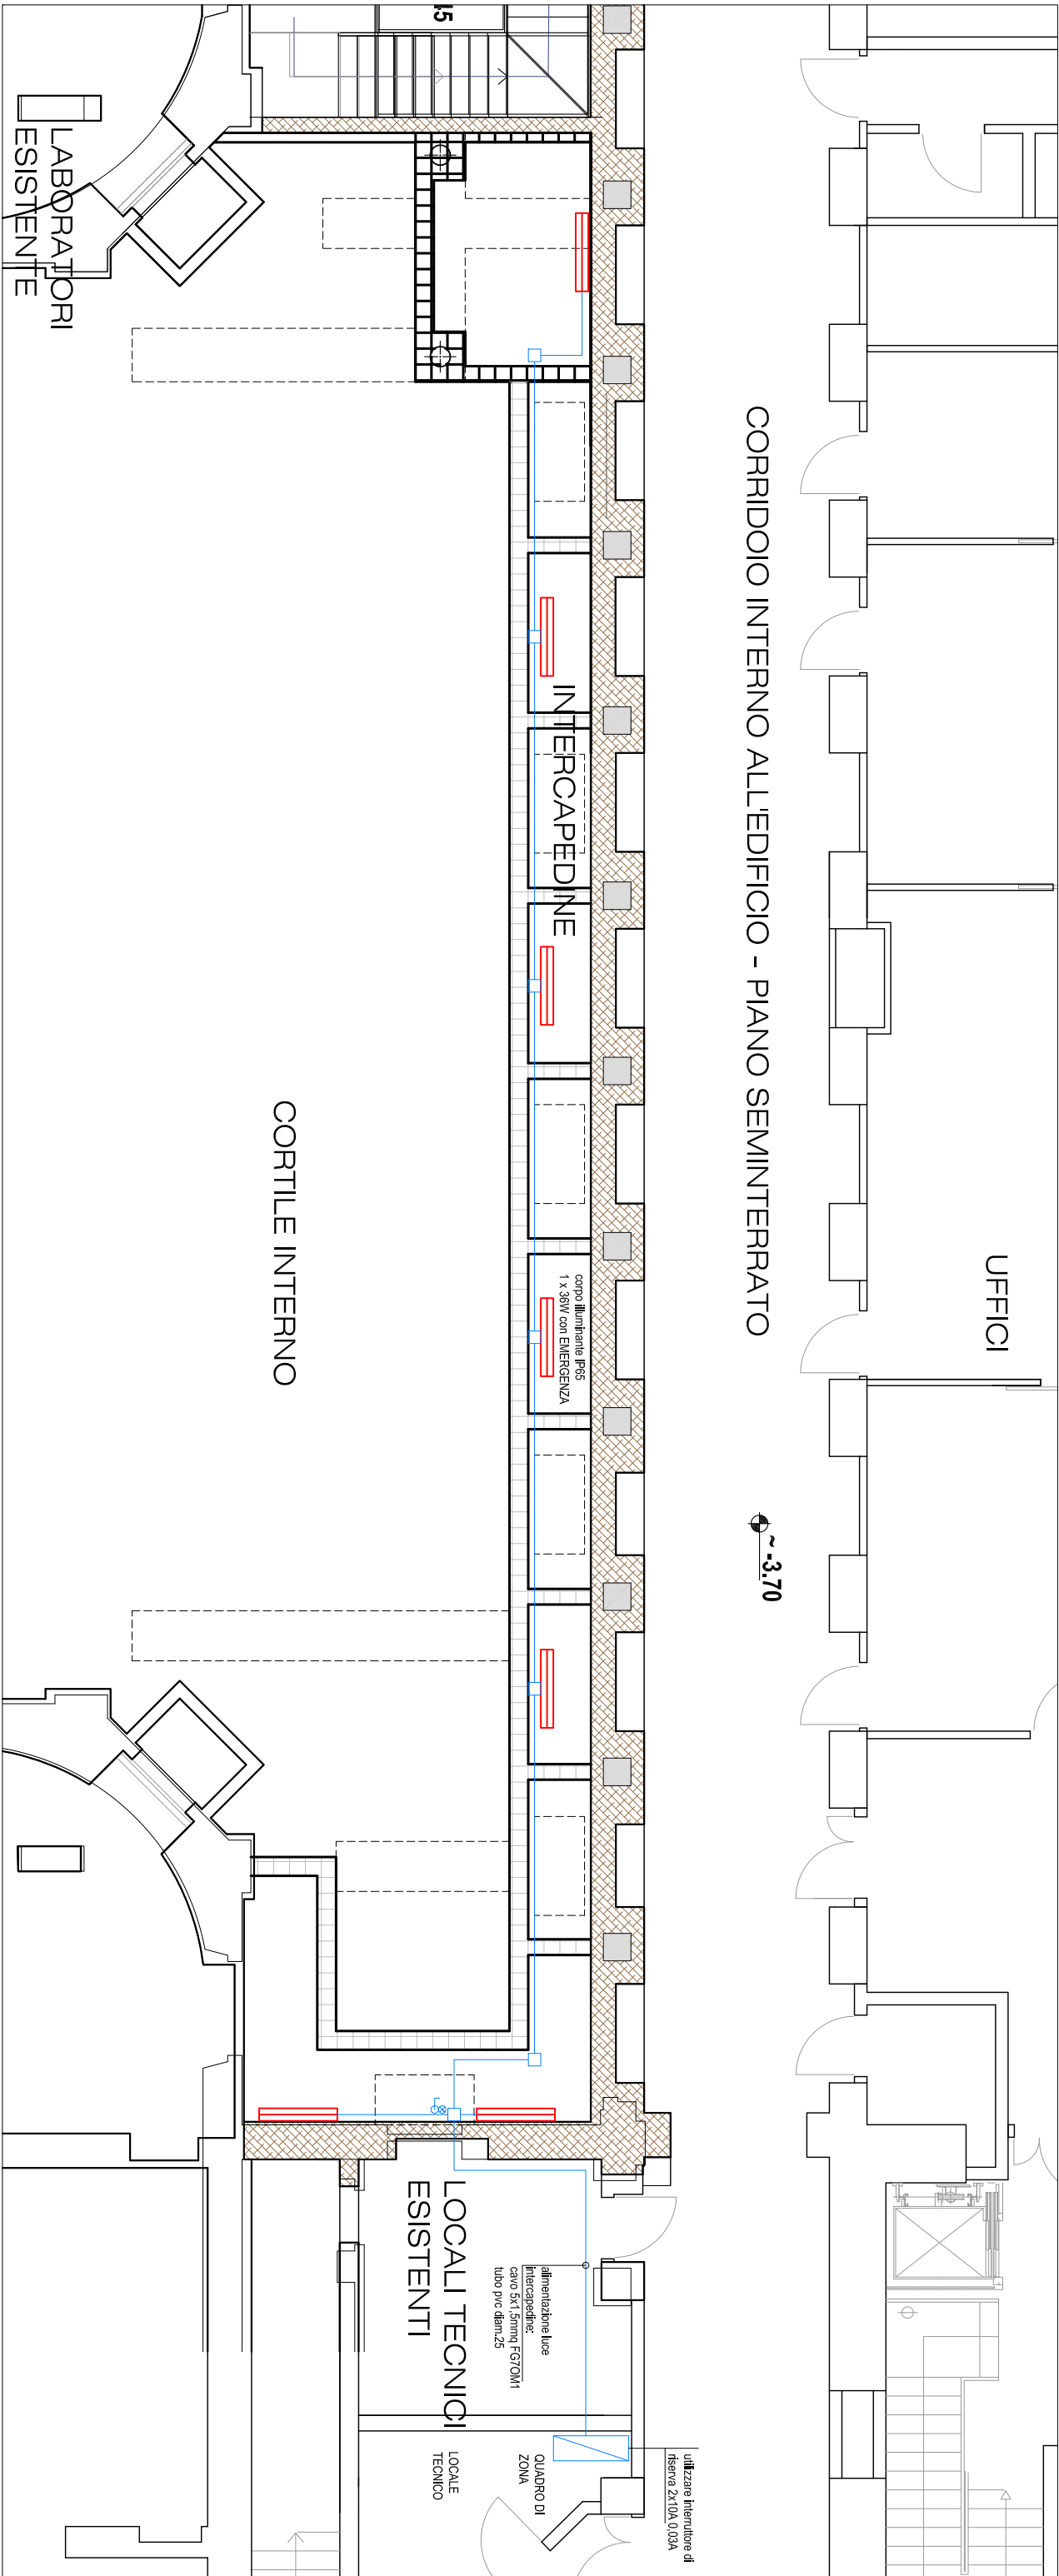 45
LABORATORI
ESISTENTE
CORRIDOIO INTERNO ALL'EDIFICIO - PIANO SEMINTERRATO
INTERCAPEDINE
CORTILE INTERNO
UFFICI
corpo illuminante IP65
1 x 36W con EMERGENZA
~ -3.70
LOCALI TECNICI
ESISTENTI
alimentazione luce
intercapedine:
cavo 5x1,5mmq FG7OM1
tubo pvc diam.25
utilizzare interruttore di
riserva 2x10A 0,03A
QUADRO DI
ZONA
LOCALE
TECNICO